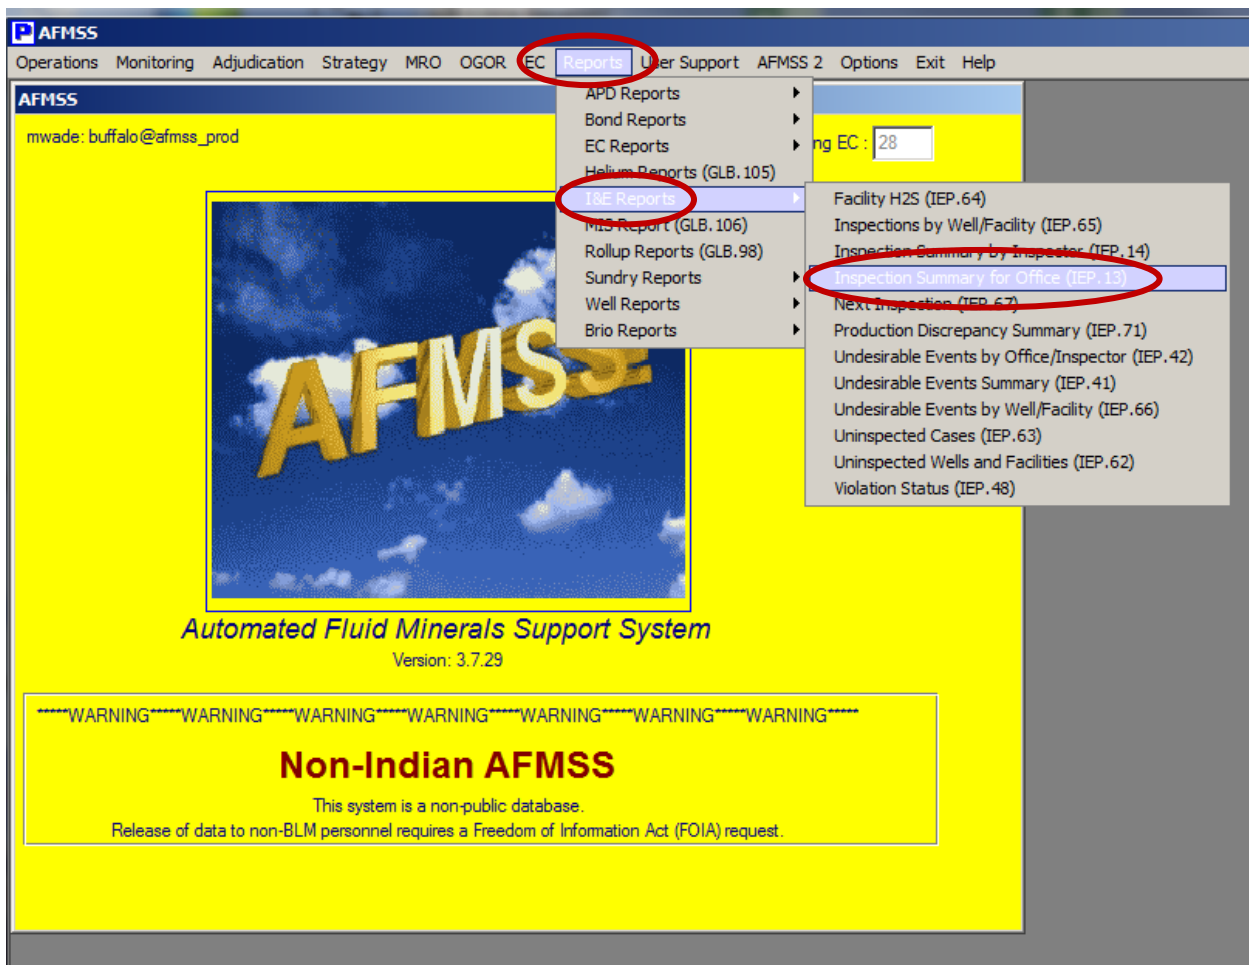 AFMSS
Operations Monitoring Adjudication Strategy MRO OGOR EC Reports User Support AFMSS 2 Options Exit Help
AFMSS
mwade: buffalo@afmss_prod
ng EC : 28
APD Reports
Bond Reports
EC Reports
Helium Reports (GLB.105)
I&E Reports
MIS Report (GLB.106)
Rollup Reports (GLB.98)
Sundry Reports
Well Reports
Brio Reports
Facility H2S (IEP.64)
Inspections by Well/Facility (IEP.65)
Inspection Summary by Inspector (IEP.14)
Inspection Summary for Office (IEP.13)
Next Inspection (IEP.67)
Production Discrepancy Summary (IEP.71)
Undesirable Events by Office/Inspector (IEP.42)
Undesirable Events Summary (IEP.41)
Undesirable Events by Well/Facility (IEP.66)
Uninspected Cases (IEP.63)
Uninspected Wells and Facilities (IEP.62)
Violation Status (IEP.48)
AFMSS
Automated Fluid Minerals Support System
Version: 3.7.29
*****WARNING*****WARNING*****WARNING*****WARNING*****WARNING*****WARNING*****WARNING*****
Non-Indian AFMSS
This system is a non-public database.
Release of data to non-BLM personnel requires a Freedom of Information Act (FOIA) request.